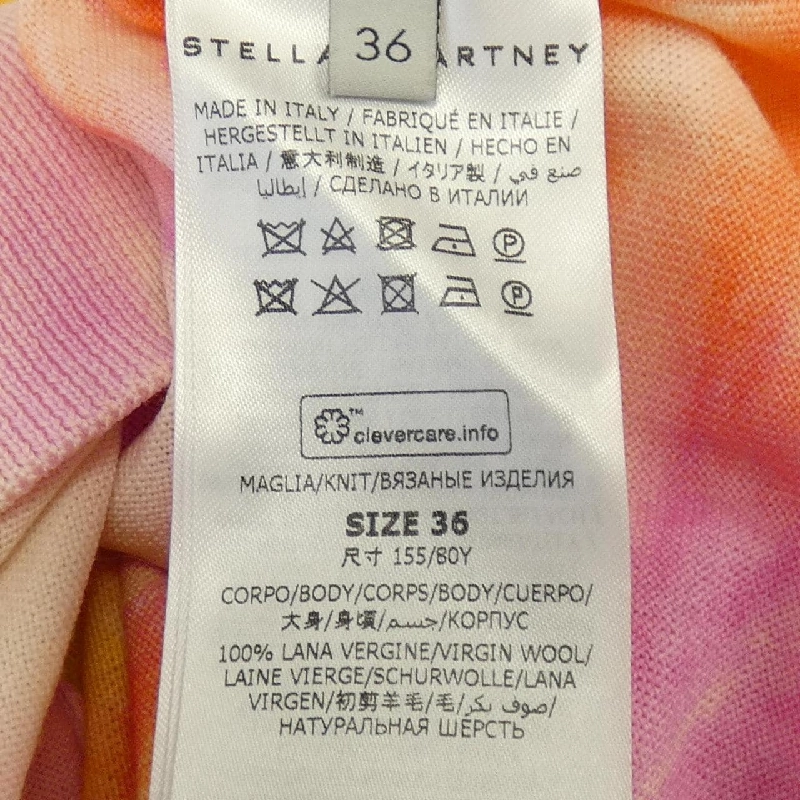 36
STELLA ARTNEY
MADE IN ITALY / FABRIQUÉ EN ITALIE /
HERGESTELLT IN ITALIEN / HECHO EN
ITALIA / 意大利制造 / イタリア製 / صنع في
إيطاليا / СДЕЛАНО В ИТАЛИИ
P
P
™ clevercare.info
MAGLIA/KNIT/ВЯЗАНЫЕ ИЗДЕЛИЯ
SIZE 36
尺寸 155/80Y
CORPO/BODY/CORPS/BODY/CUERPO/
大身/身頃/جسم/КОРПУС
100% LANA VERGINE/VIRGIN WOOL/
LAINE VIERGE/SCHURWOLLE/LANA
VIRGEN/初剪羊毛/毛/صوف بكر/
НАТУРАЛЬНАЯ ШЕРСТЬ